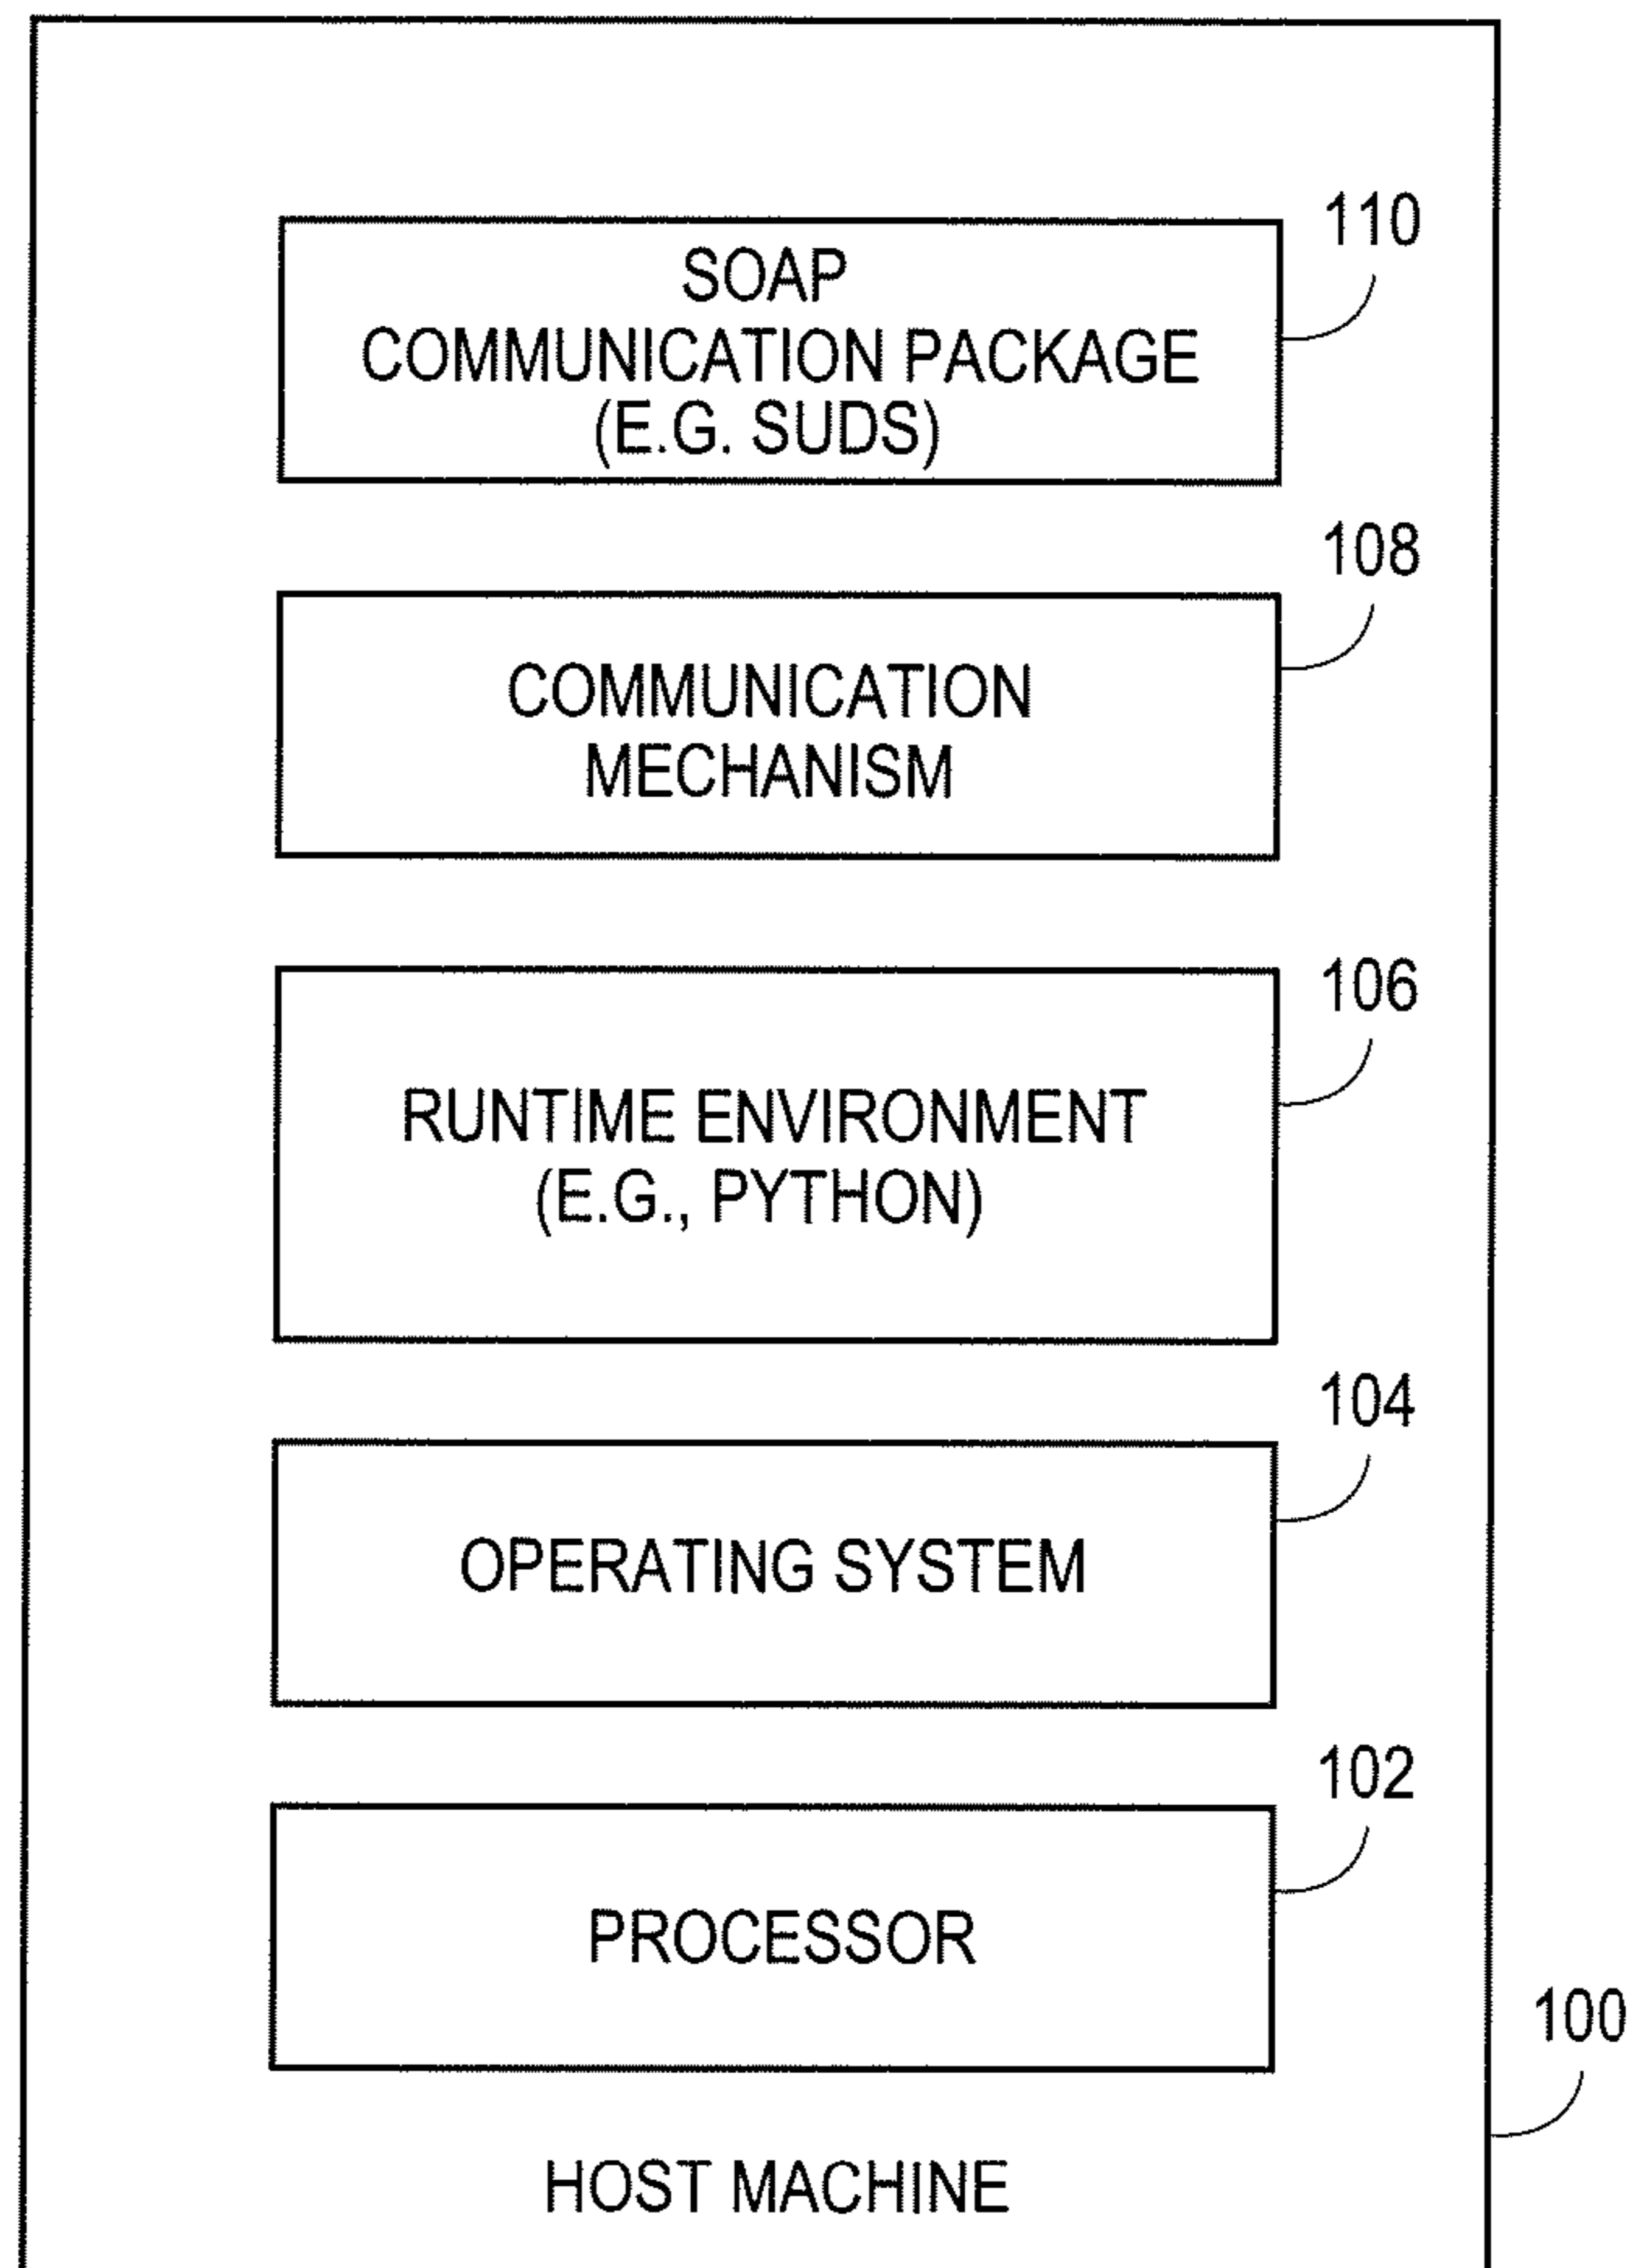 110
SOAP
COMMUNICATION PACKAGE
(E.G. SUDS)
108
COMMUNICATION
MECHANISM
106
RUNTIME ENVIRONMENT
(E.G., PYTHON)
104
OPERATING SYSTEM
102
PROCESSOR
100
HOST MACHINE